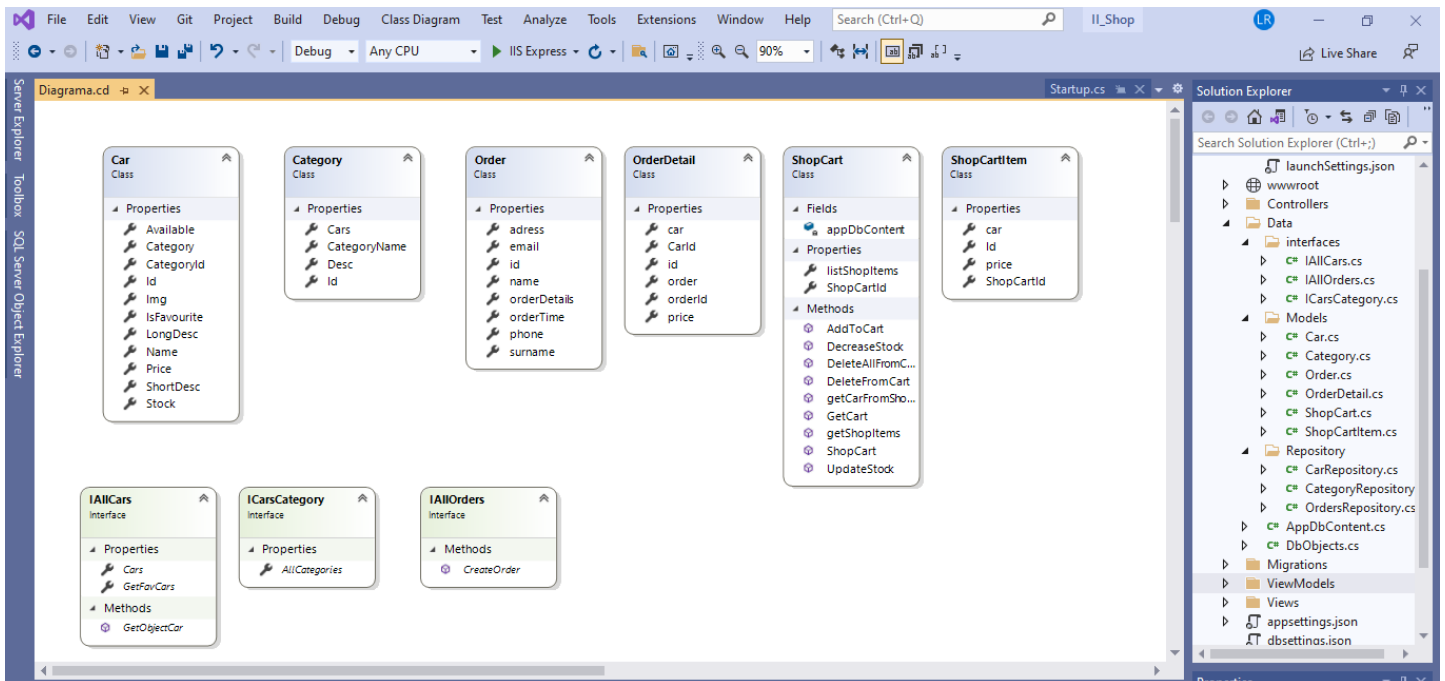 File Edit View Git Project Build Debug Class Diagram Test Analyze Tools Extensions Window Help Search (Ctrl+Q) II_Shop LR
Debug Any CPU IIS Express 90% Live Share
Server Explorer
Toolbox
SQL Server Object Explorer
Diagrama.cd
Startup.cs
Car
Class
Properties
Available
Category
CategoryId
Id
Img
IsFavourite
LongDesc
Name
Price
ShortDesc
Stock
Category
Class
Properties
Cars
CategoryName
Desc
Id
Order
Class
Properties
adress
email
id
name
orderDetails
orderTime
phone
surname
OrderDetail
Class
Properties
car
CarId
id
order
orderId
price
ShopCart
Class
Fields
appDbContent
Properties
listShopItems
ShopCartId
Methods
AddToCart
DecreaseStock
DeleteAllFromC...
DeleteFromCart
getCarFromSho...
GetCart
getShopItems
ShopCart
UpdateStock
ShopCartItem
Class
Properties
car
Id
price
ShopCartId
IAllCars
Interface
Properties
Cars
GetFavCars
Methods
GetObjectCar
ICarsCategory
Interface
Properties
AllCategories
IAllOrders
Interface
Methods
CreateOrder
Solution Explorer
Search Solution Explorer (Ctrl+;)
launchSettings.json
wwwroot
Controllers
Data
interfaces
C# IAllCars.cs
C# IAllOrders.cs
C# ICarsCategory.cs
Models
C# Car.cs
C# Category.cs
C# Order.cs
C# OrderDetail.cs
C# ShopCart.cs
C# ShopCartItem.cs
Repository
C# CarRepository.cs
C# CategoryRepository
C# OrdersRepository.cs
C# AppDbContent.cs
C# DbObjects.cs
Migrations
ViewModels
Views
appsettings.json
dbsettings.json
Properties